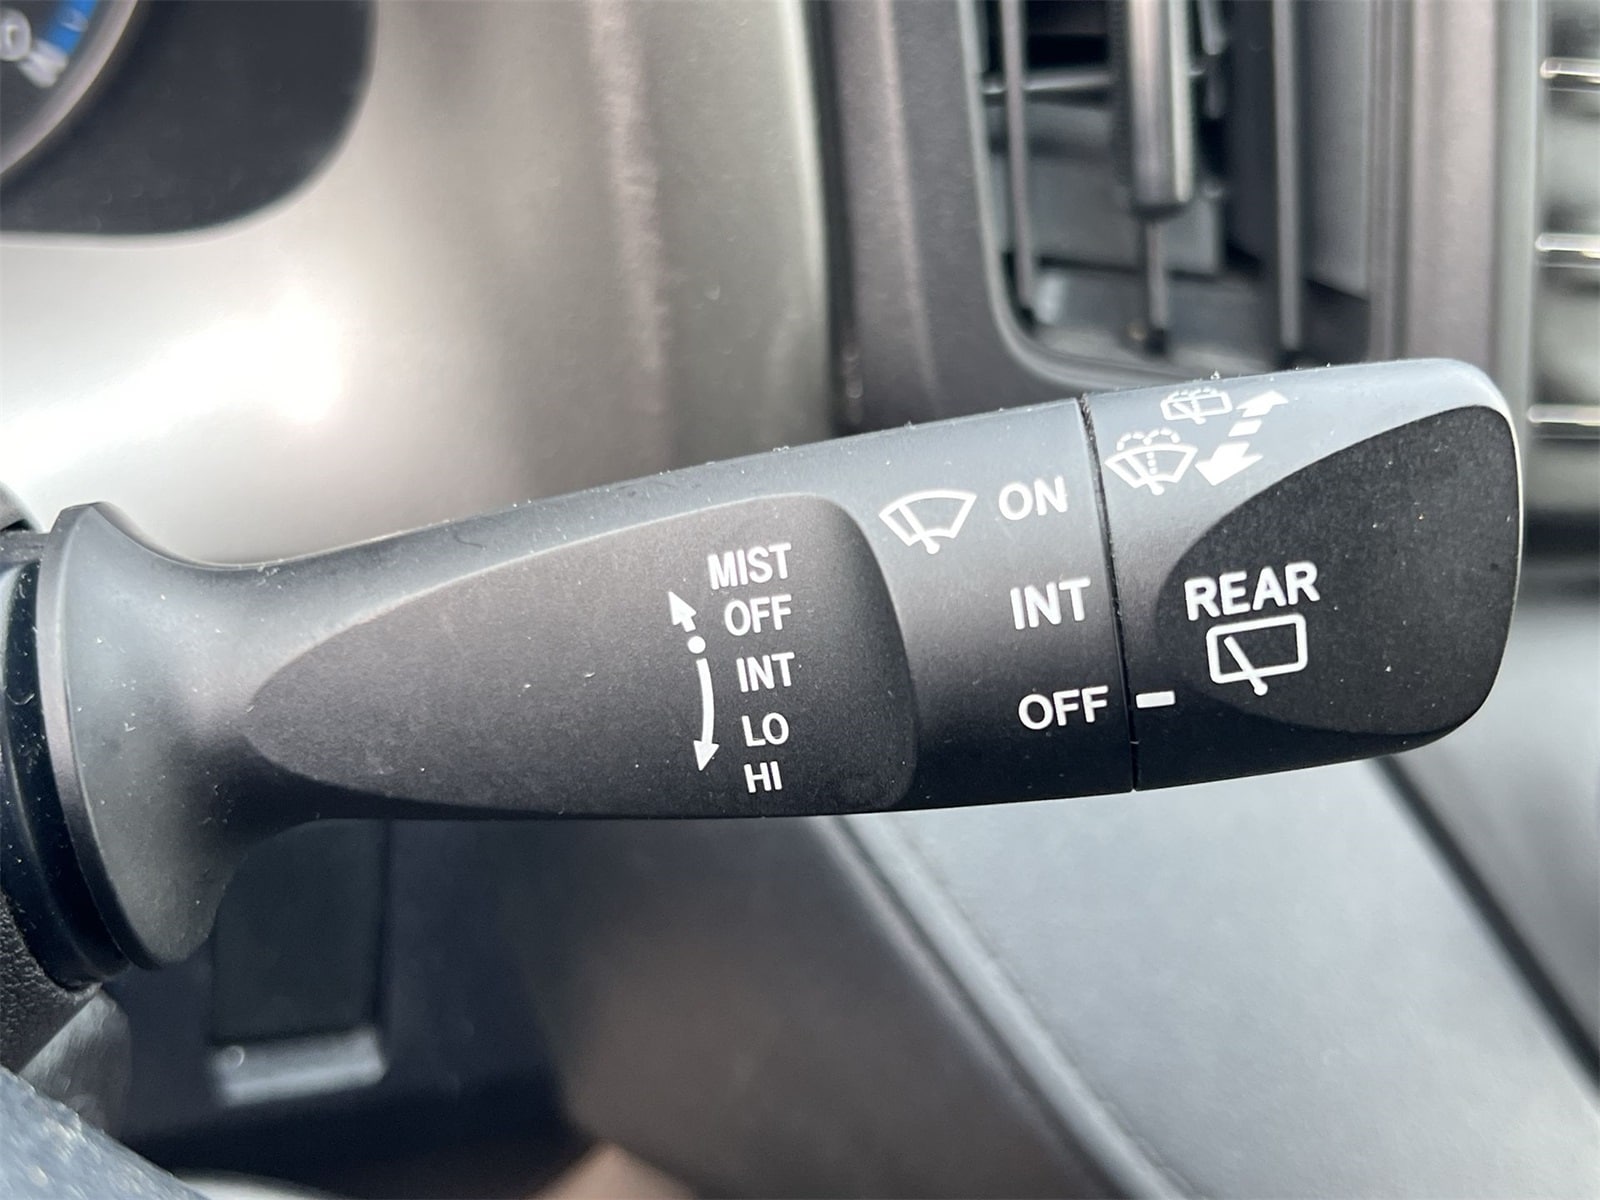 MIST
OFF
INT
LO
HI
ON
INT
OFF
REAR